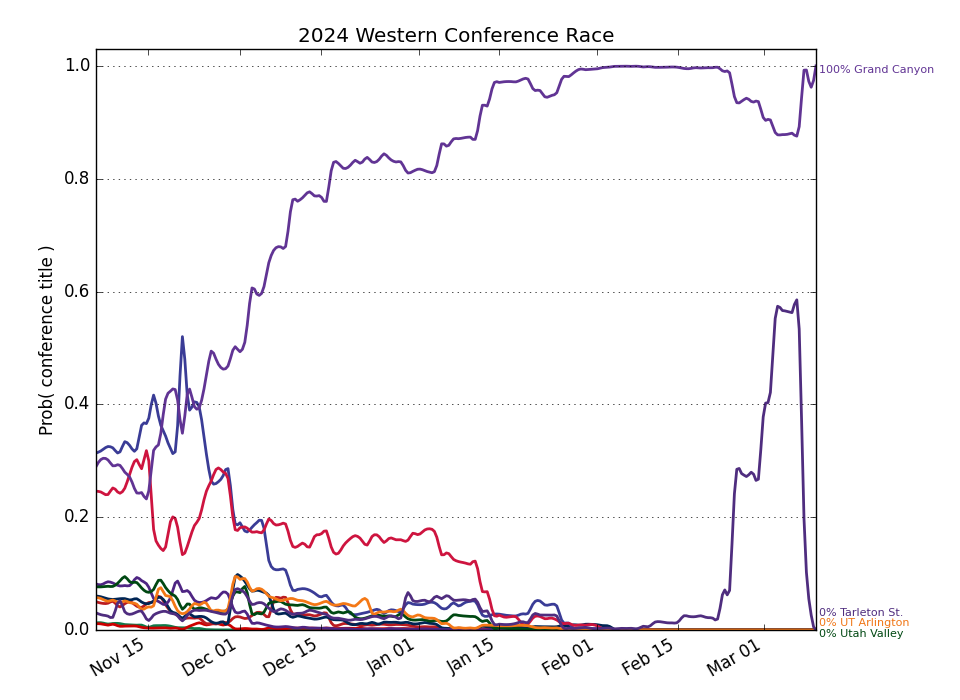 2024 Western Conference Race
Prob( conference title )
1.0
0.8
0.6
0.4
0.2
0.0
100% Grand Canyon
0% Tarleton St.
0% UT Arlington
0% Utah Valley
Nov 15
Dec 01
Dec 15
Jan 01
Jan 15
Feb 01
Feb 15
Mar 01